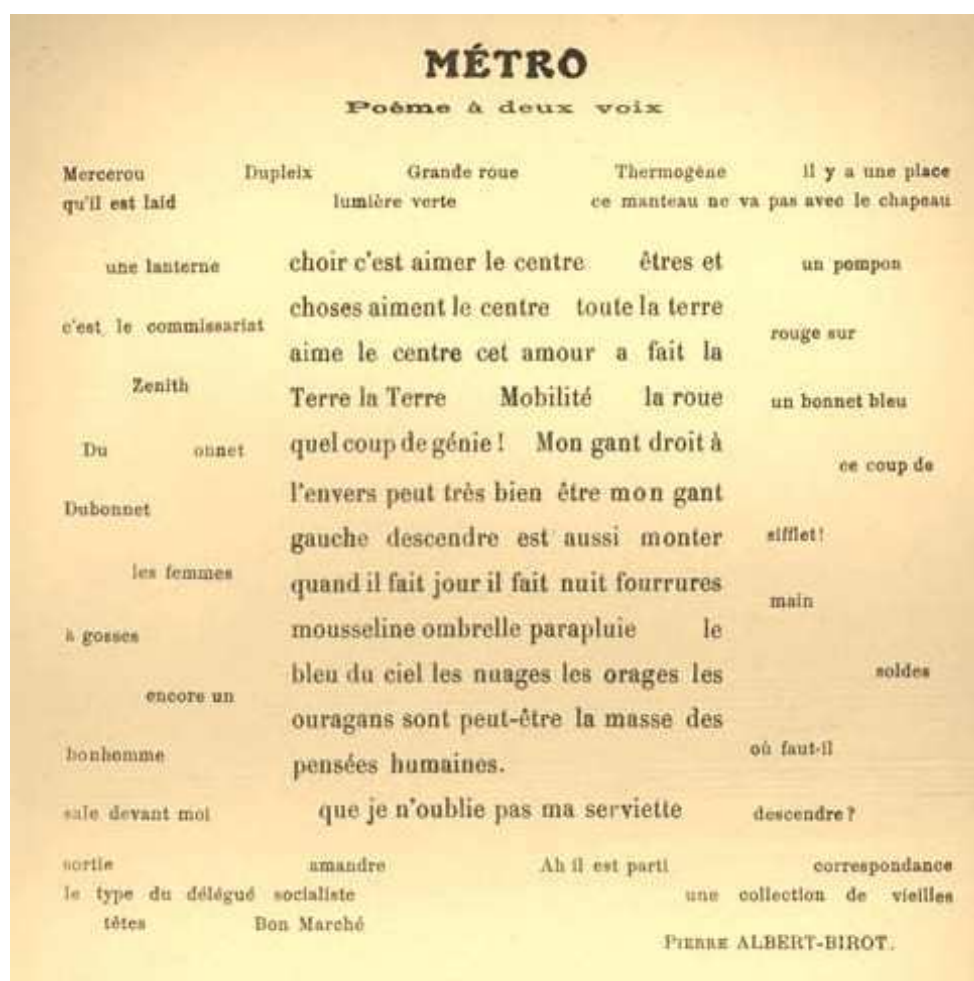 MÉTRO
Poème à deux voix
Mercerou Dupleix Grande roue Thermogène il y a une place
qu'il est laid lumière verte ce manteau ne va pas avec le chapeau
une lanterne
c'est le commissariat
Zenith
Du onnet
Dubonnet
les femmes
à gosses
encore un
bonhomme
sale devant moi
choir c'est aimer le centre êtres et
choses aiment le centre toute la terre
aime le centre cet amour a fait la
Terre la Terre Mobilité la roue
quel coup de génie ! Mon gant droit à
l'envers peut très bien être mon gant
gauche descendre est aussi monter
quand il fait jour il fait nuit fourrures
mousseline ombrelle parapluie le
bleu du ciel les nuages les orages les
ouragans sont peut-être la masse des
pensées humaines.
que je n'oublie pas ma serviette
un pompon
rouge sur
un bonnet bleu
ce coup de
sifflet !
main
soldes
où faut-il
descendre ?
sortie amandre Ah il est parti correspondance
le type du délégué socialiste une collection de vieilles
têtes Bon Marché
PIERRE ALBERT-BIROT.